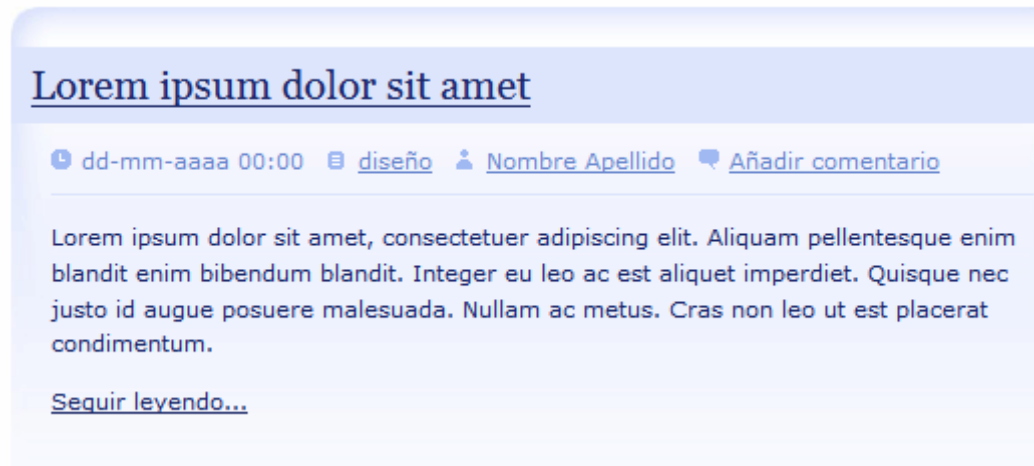 Lorem ipsum dolor sit amet
dd-mm-aaaa 00:00 diseño Nombre Apellido Añadir comentario
Lorem ipsum dolor sit amet, consectetuer adipiscing elit. Aliquam pellentesque enim
blandit enim bibendum blandit. Integer eu leo ac est aliquet imperdiet. Quisque nec
justo id augue posuere malesuada. Nullam ac metus. Cras non leo ut est placerat
condimentum.
Seguir leyendo...